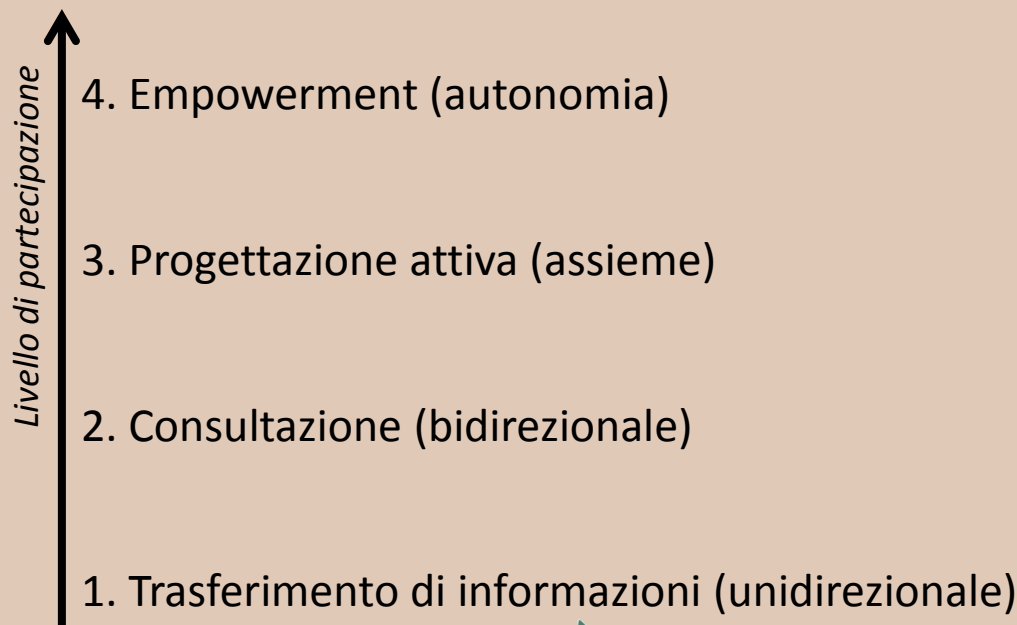 Livello di partecipazione
4. Empowerment (autonomia)
3. Progettazione attiva (assieme)
2. Consultazione (bidirezionale)
1. Trasferimento di informazioni (unidirezionale)